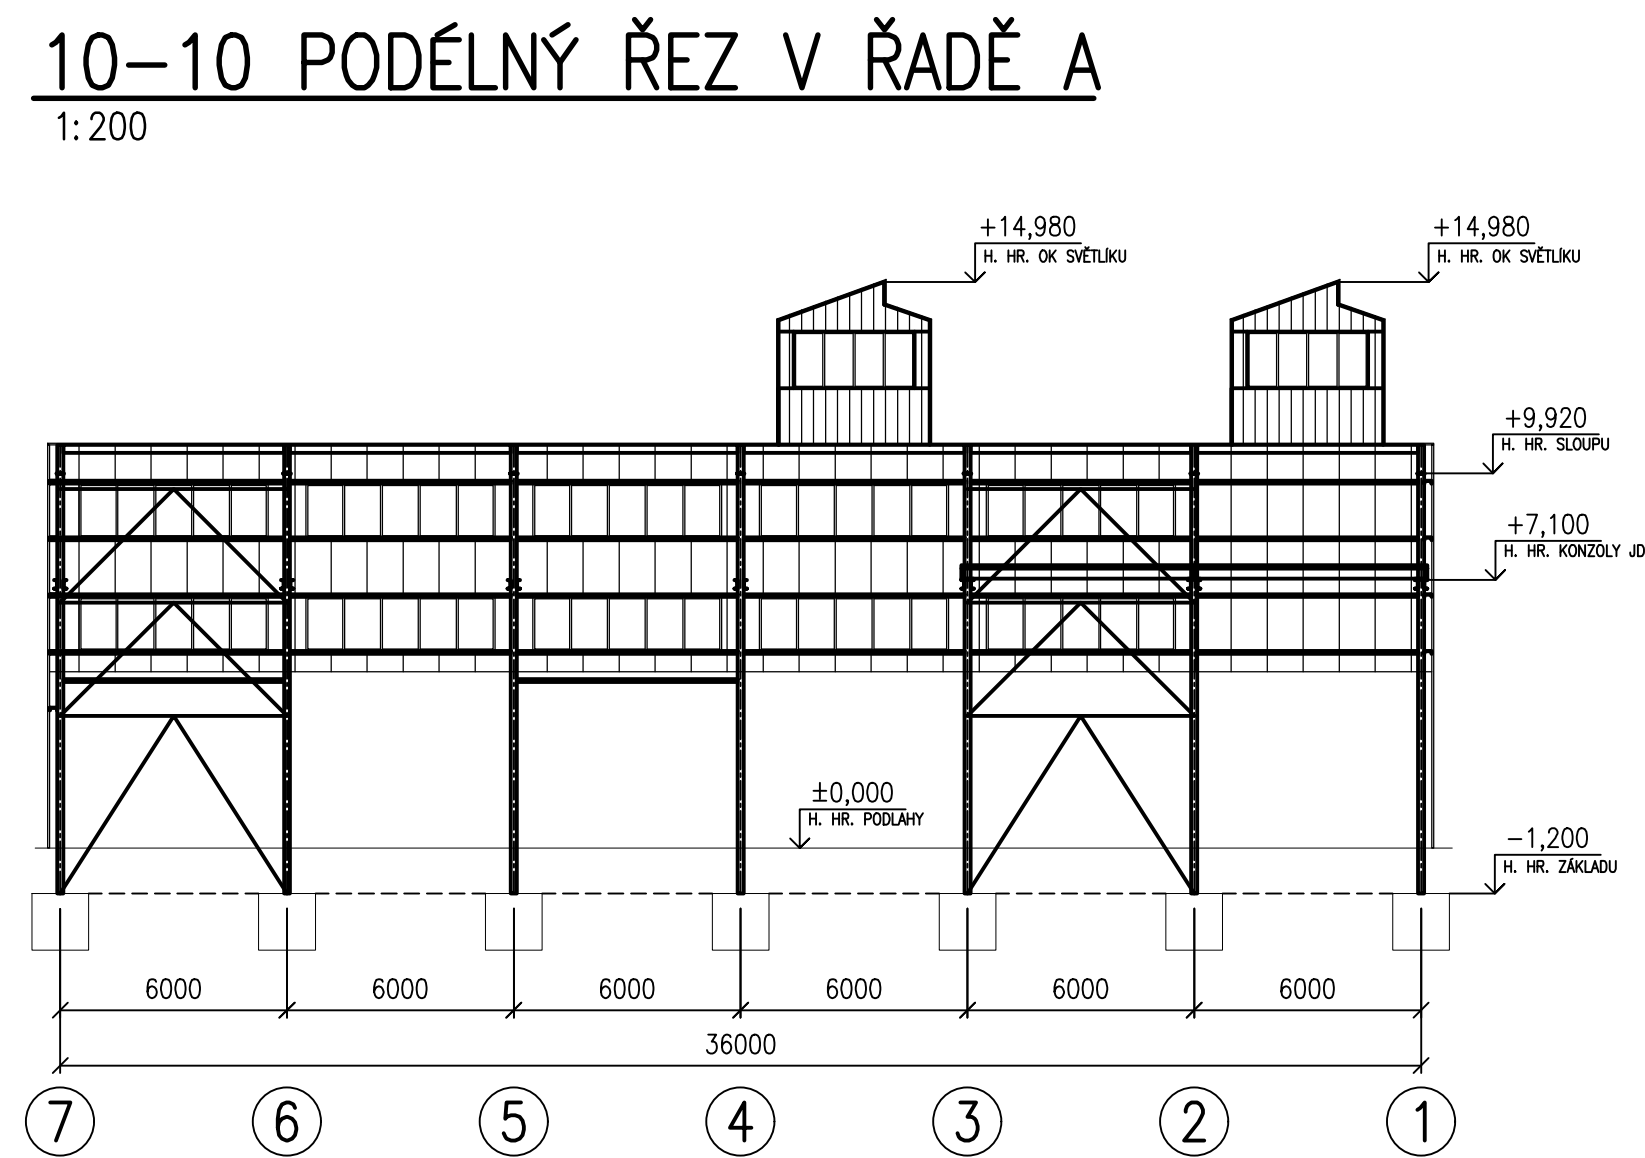 10-10 PODÉLNÝ ŘEZ V ŘADĚ A
1:200
+14,980
H. HR. OK SVĚTLÍKU
+14,980
H. HR. OK SVĚTLÍKU
+9,920
H. HR. SLOUPU
+7,100
H. HR. KONZOLY JD
±0,000
H. HR. PODLAHY
-1,200
H. HR. ZÁKLADU
6000 6000 6000 6000 6000 6000
36000
7 6 5 4 3 2 1